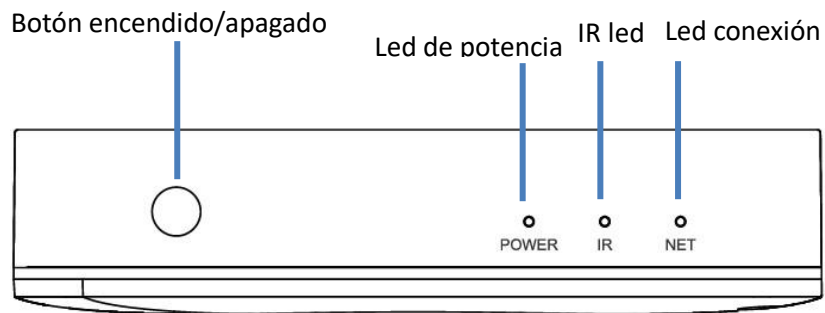 Botón encendido/apagado
Led de potencia
IR led
Led conexión
POWER
IR
NET